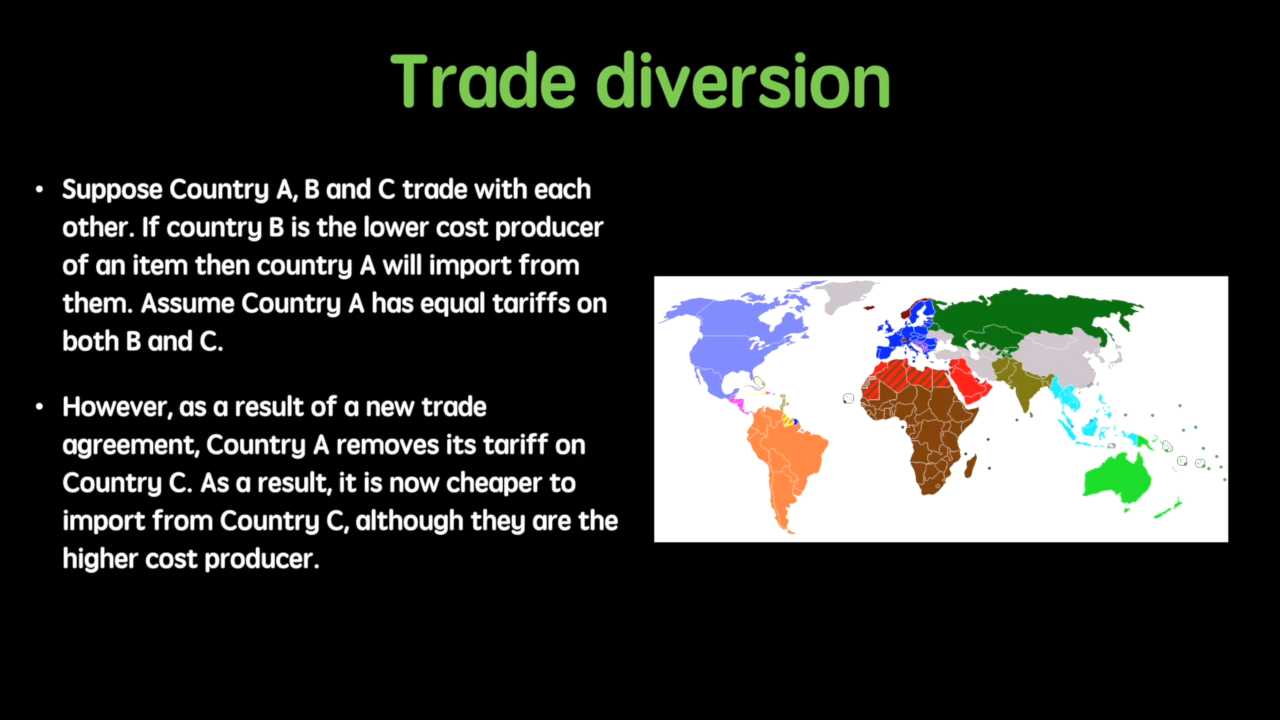 Trade diversion
• Suppose Country A, B and C trade with each
other. If country B is the lower cost producer
of an item then country A will import from
them. Assume Country A has equal tariffs on
both B and C.
• However, as a result of a new trade
agreement, Country A removes its tariff on
Country C. As a result, it is now cheaper to
import from Country C, although they are the
higher cost producer.